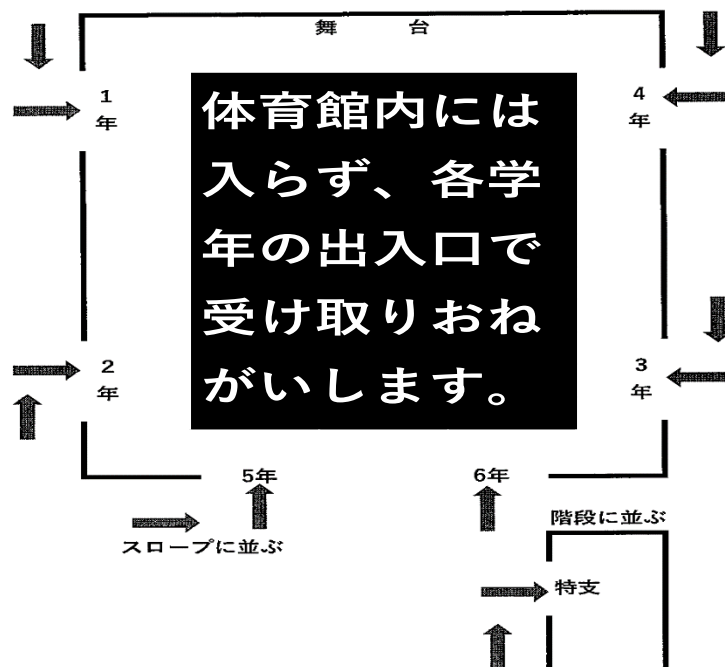 舞台
1年
4年
体育館内には
入らず、各学
年の出入口で
受け取りおね
がいします。
2年
3年
5年
6年
階段に並ぶ
スロープに並ぶ
特支